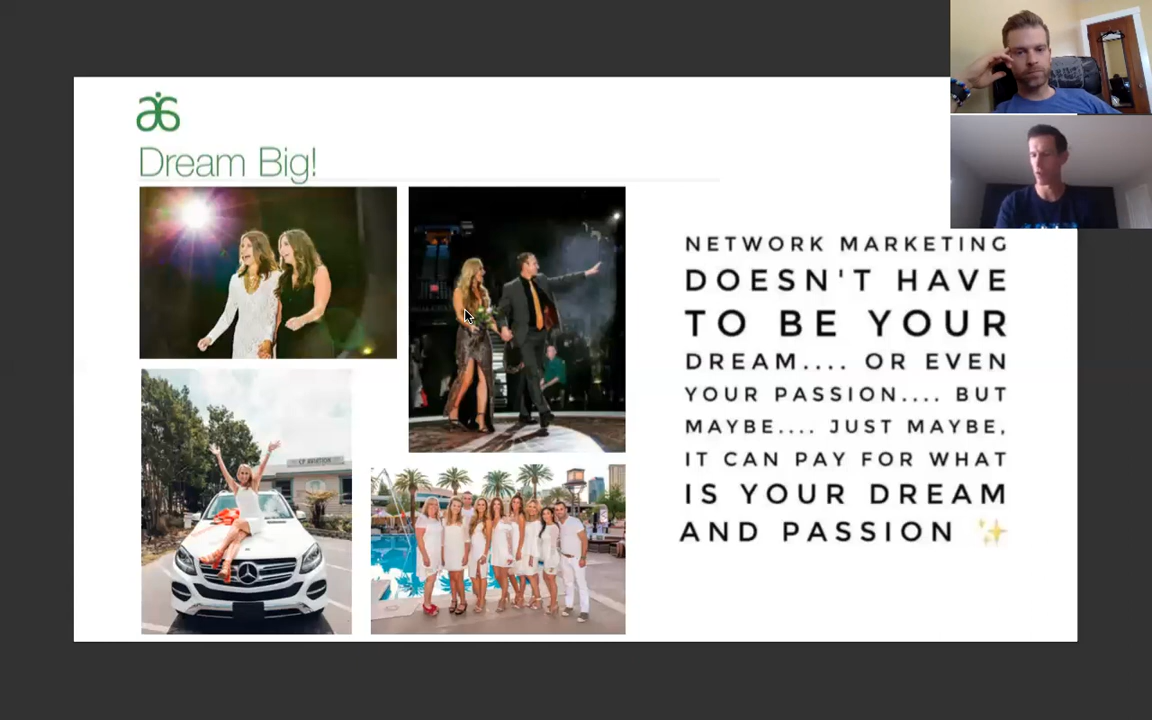 Dream Big!
NETWORK MARKETING
DOESN'T HAVE
TO BE YOUR
DREAM.... OR EVEN
YOUR PASSION.... BUT
MAYBE.... JUST MAYBE,
IT CAN PAY FOR WHAT
IS YOUR DREAM
AND PASSION ✨